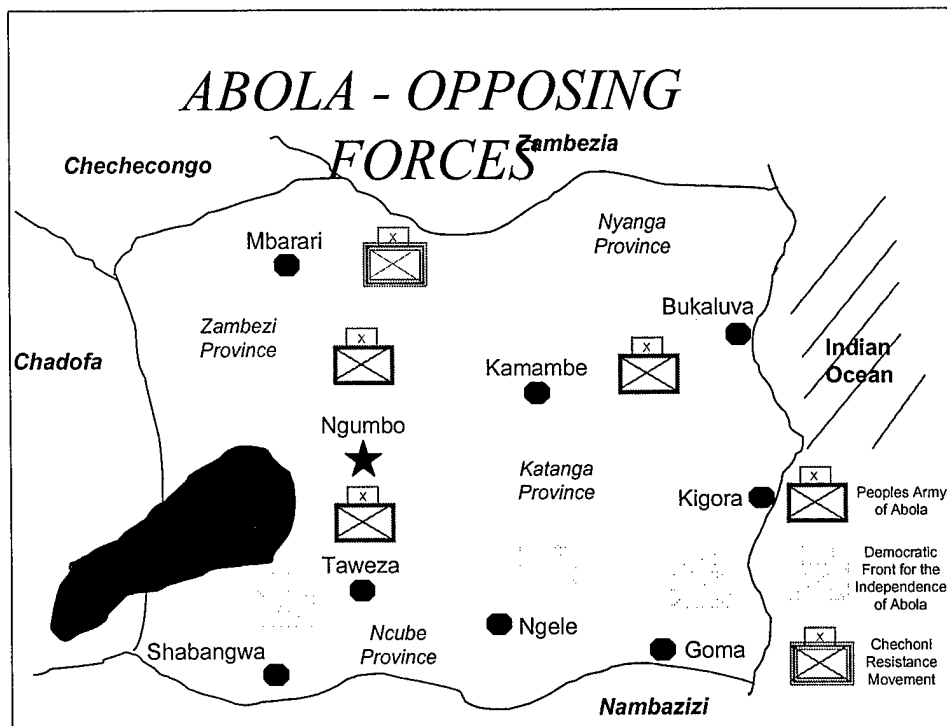 ABOLA - OPPOSING
FORCES
Zambezia
Chechecongo
Nyanga
Province
x
Mbarari
Bukaluva
Zambezi
Province
x
x
Indian
Ocean
Chadofa
Kamambe
Ngumbo
Katanga
Province
x
Kigora
x
Peoples Army
of Abola
Taweza
Democratic
Front for the
Independence
of Abola
Ngele
Ncube
Province
Shabangwa
Goma
x
Chechoni
Resistance
Movement
Nambazizi